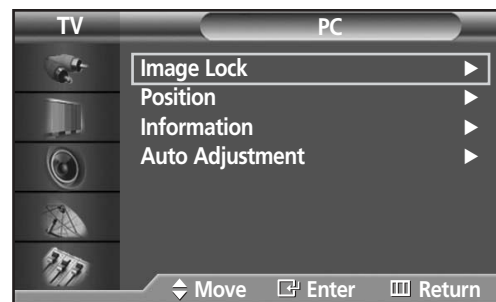 TV PC
Image Lock
Position
Information
Auto Adjustment
Move Enter Return